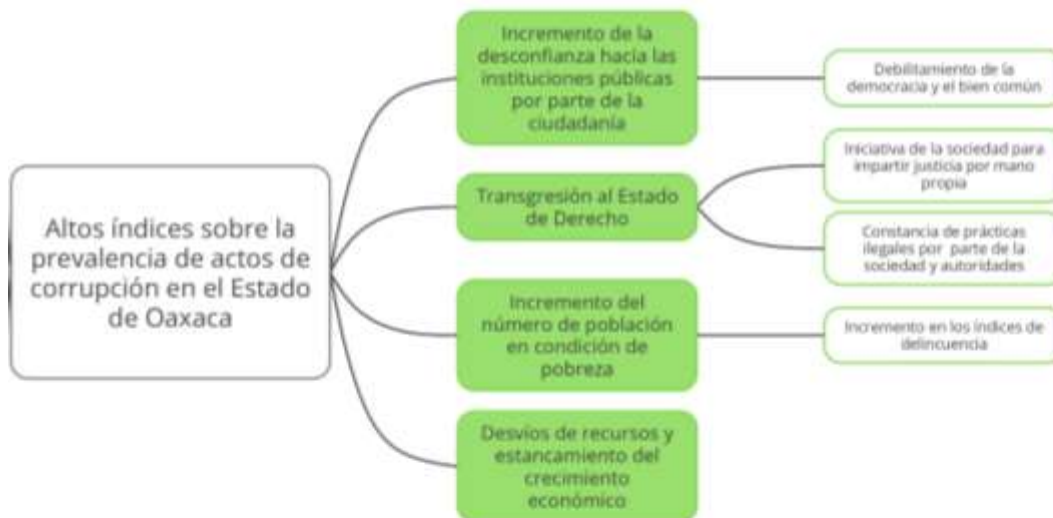 Altos índices sobre la
prevalencia de actos de
corrupción en el Estado
de Oaxaca
Incremento de la
desconfianza hacia las
instituciones públicas
por parte de la
ciudadanía
Debilitamiento de la
democracia y el bien común
Transgresión al Estado
de Derecho
Iniciativa de la sociedad para
impartir justicia por mano
propia
Constancia de prácticas
ilegales por parte de la
sociedad y autoridades
Incremento del
número de población
en condición de
pobreza
Incremento en los índices de
delincuencia
Desvíos de recursos y
estancamiento del
crecimiento
económico